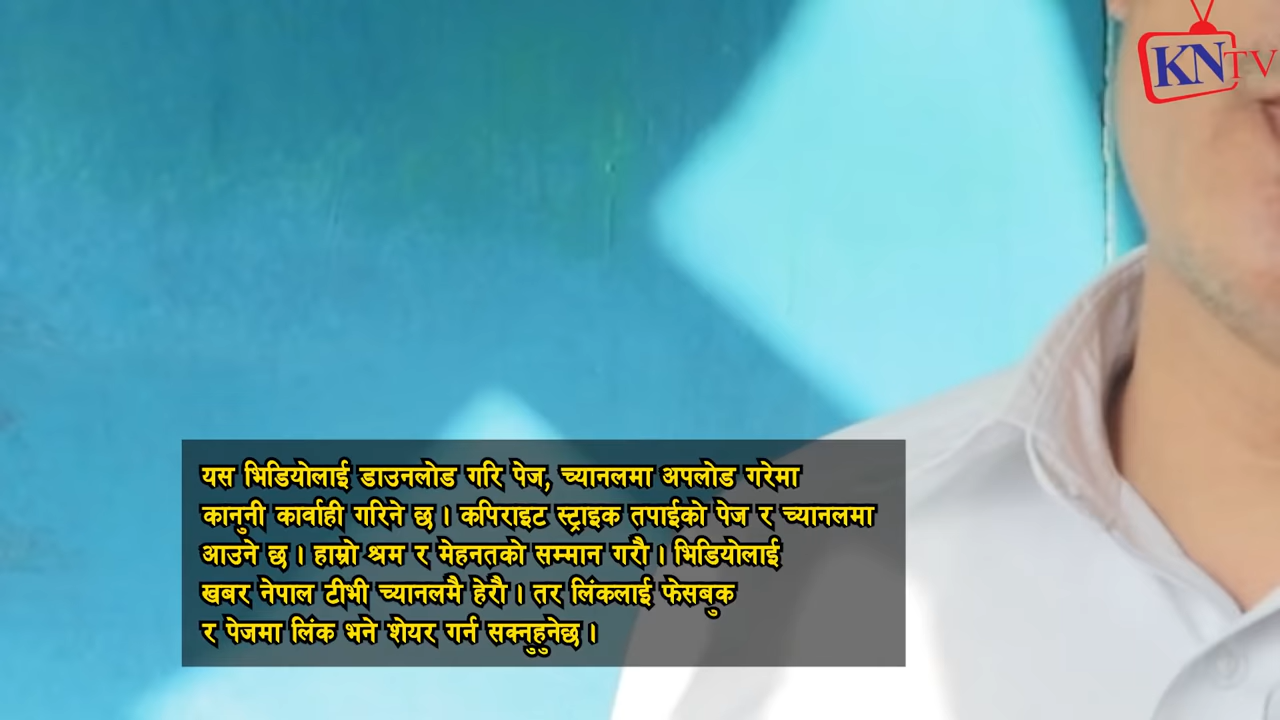 KNTV
यस भिडियोलाई डाउनलोड गरि पेज, च्यानलमा अपलोड गरेमा
कानुनी कार्वाही गरिने छ । कपिराइट स्ट्राइक तपाईको पेज र च्यानलमा
आउने छ । हाम्रो श्रम र मेहनतको सम्मान गरौ । भिडियोलाई
खबर नेपाल टीभी च्यानलमै हेरौ । तर लिंकलाई फेसबुक
र पेजमा लिंक भने शेयर गर्न सक्नुहुनेछ ।